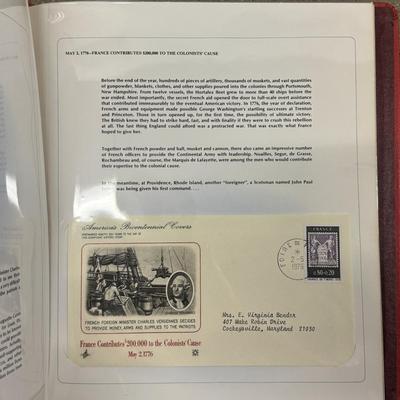 MAY 2, 1776—FRANCE CONTRIBUTED $200,000 TO THE COLONISTS' CAUSE
Before the end of the year, hundreds of pieces of artillery, thousands of muskets, and vast quantities
of gunpowder, blankets, clothes, and other supplies poured into the colonies through Portsmouth,
New Hampshire. From twelve vessels, the Hortalez fleet grew to more than 40 ships before the
war ended. Most importantly, the secret French aid opened the door to full-scale overt assistance
that contributed immeasurably to the eventual American victory. In 1776, the year of declaration,
French arms and equipment made possible George Washington's startling successes at Trenton
and Princeton. Those in turn opened up, for the first time, the possibility of ultimate victory.
The British knew they had to strike hard, fast, and with finality if they were to crush this rebellion
at all. The last thing England could afford was a protracted war. That was exactly what France
hoped to give her.
Together with French powder and ball, musket and cannon, there also came an immense number
of French officers to provide the Continental Army with leadership. Noailles, Segur, de Grasse,
Rochambeau and, of course, the Marquis de Lafayette, were among the men who would contribute
their expertise to the colonial cause.
In the meantime, at Providence, Rhode Island, another "foreigner", a Scotsman named John Paul
was being given his first command. . . .
America's Bicentennial Covers
FRENCH FOREIGN MINISTER CHARLES VERGENNES DECIDES
TO PROVIDE MONEY, ARMS AND SUPPLIES TO THE PATRIOTS.
France Contributes $200,000 to the Colonists' Cause
May 2, 1776
2-5
1976
FRANCE
0,80+0,20
Mrs. E. Virginia Bender
407 Wake Robin Drive
Cockeysville, Maryland 21030